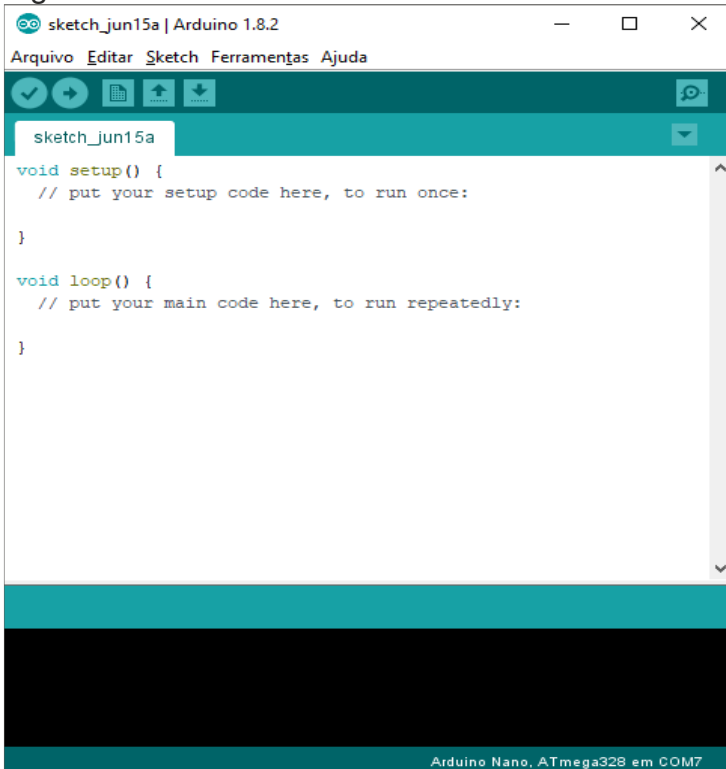 sketch_jun15a | Arduino 1.8.2
Arquivo Editar Sketch Ferramentas Ajuda
sketch_jun15a
void setup() {
  // put your setup code here, to run once:
}
void loop() {
  // put your main code here, to run repeatedly:
}
Arduino Nano, ATmega328 em COM7